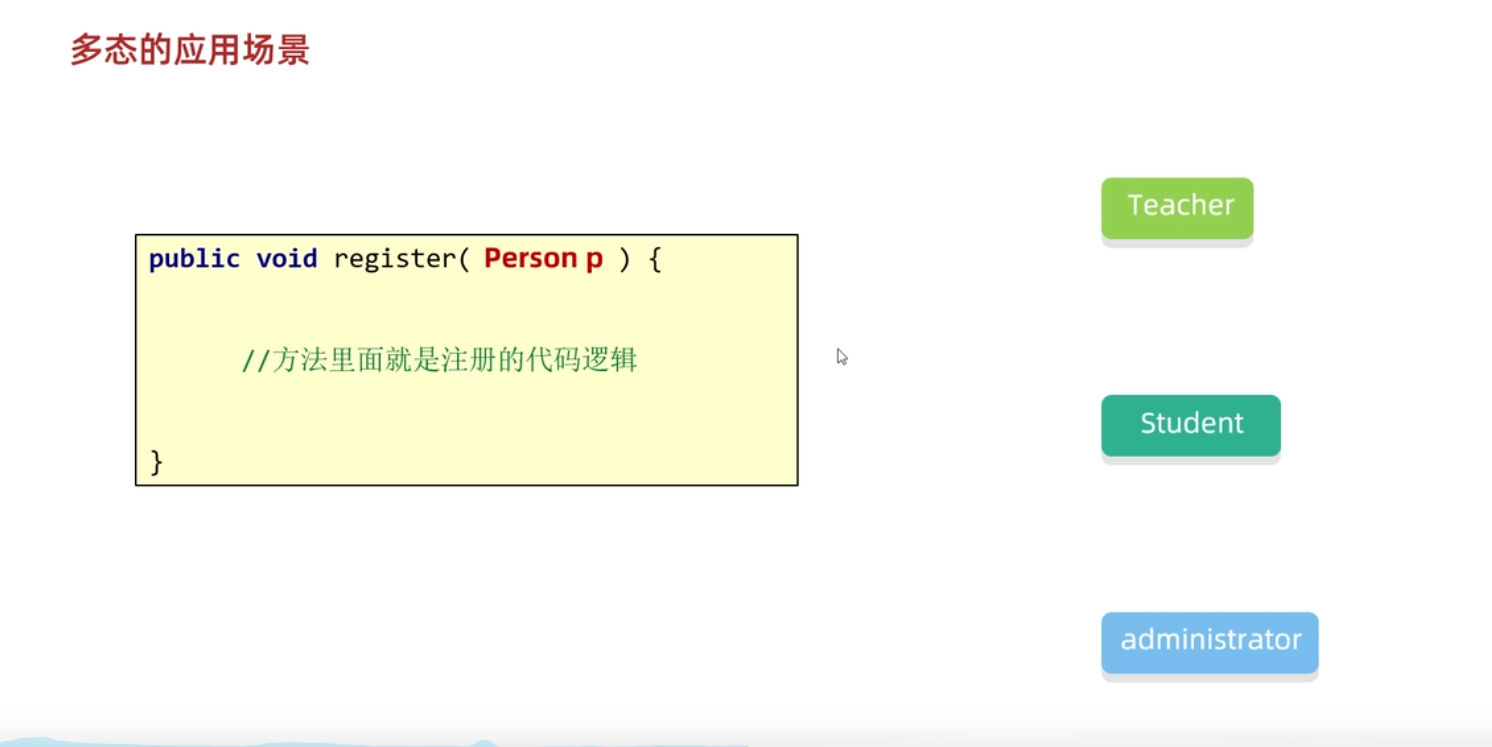 多态的应用场景
public void register( Person p ) {
//方法里面就是注册的代码逻辑
}
Teacher
Student
administrator